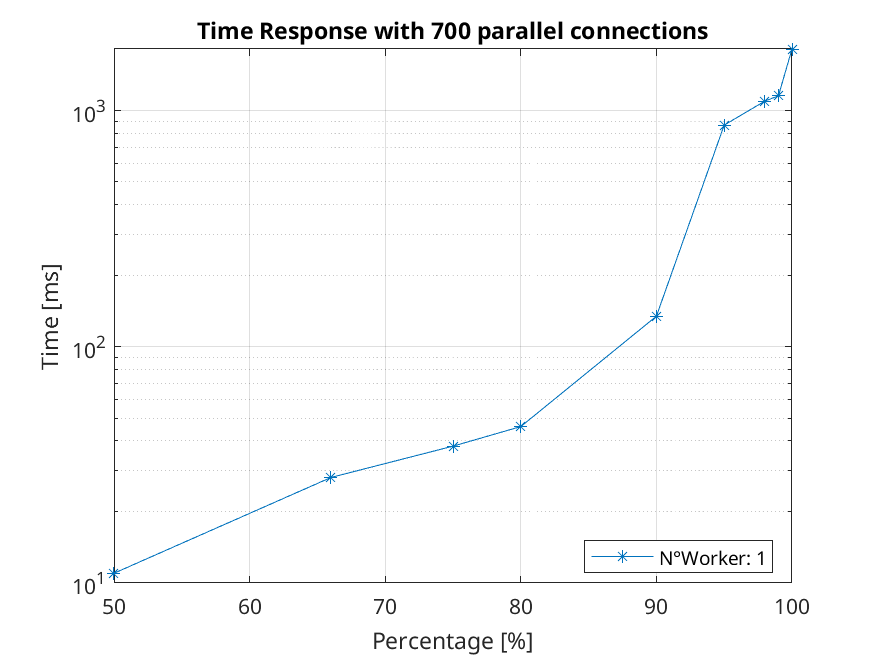 Time Response with 700 parallel connections
10^3
10^2
10^1
Time [ms]
50 60 70 80 90 100
Percentage [%]
N°Worker: 1